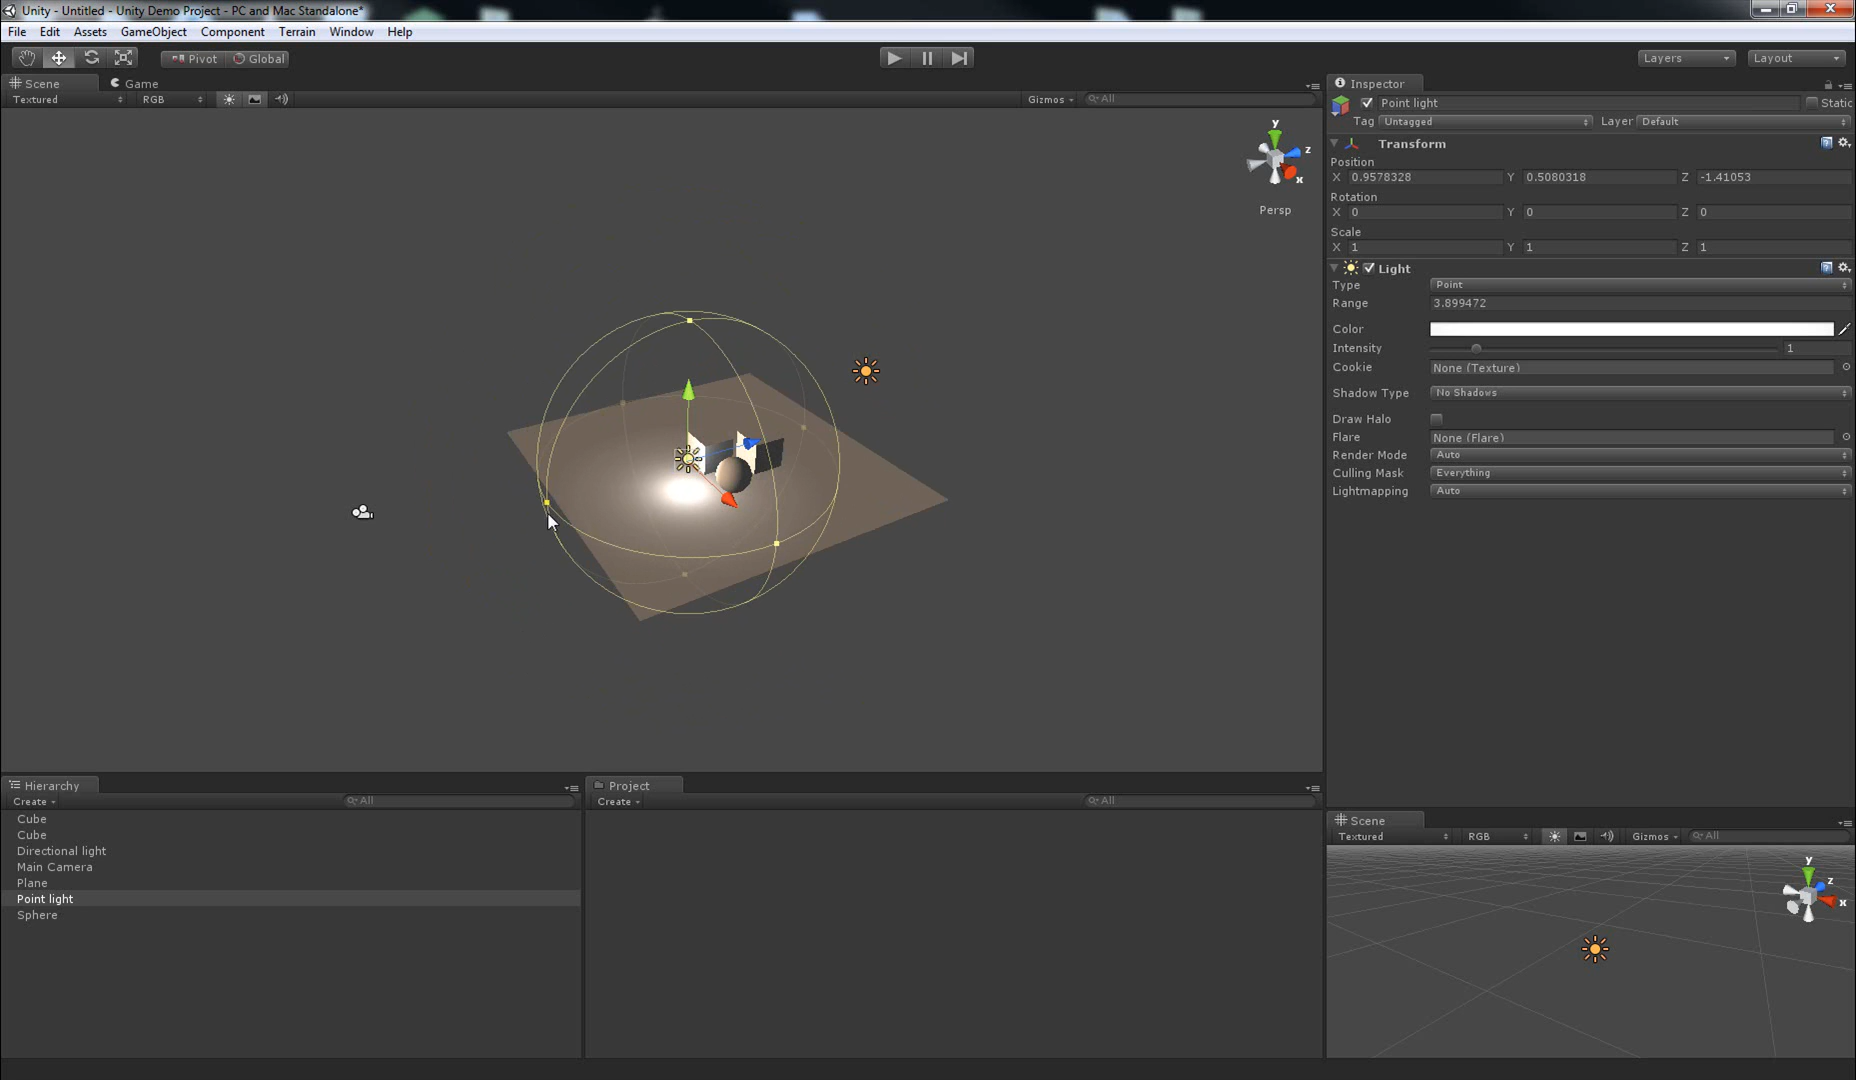 Unity - Untitled - Unity Demo Project - PC and Mac Standalone*
File Edit Assets GameObject Component Terrain Window Help
Pivot Global Layers Layout
Scene Game
Textured RGB Gizmos All
y
z
x
Persp
Inspector
Point light Static
Tag Untagged Layer Default
Transform
Position
X 0.9578328 Y 0.5080318 Z -1.41053
Rotation
X 0 Y 0 Z 0
Scale
X 1 Y 1 Z 1
Light
Type Point
Range 3.899472
Color
Intensity 1
Cookie None (Texture)
Shadow Type No Shadows
Draw Halo
Flare None (Flare)
Render Mode Auto
Culling Mask Everything
Lightmapping Auto
Hierarchy
Create All
Cube
Cube
Directional light
Main Camera
Plane
Point light
Sphere
Project
Create All
Scene
Textured RGB Gizmos All
y
z
x